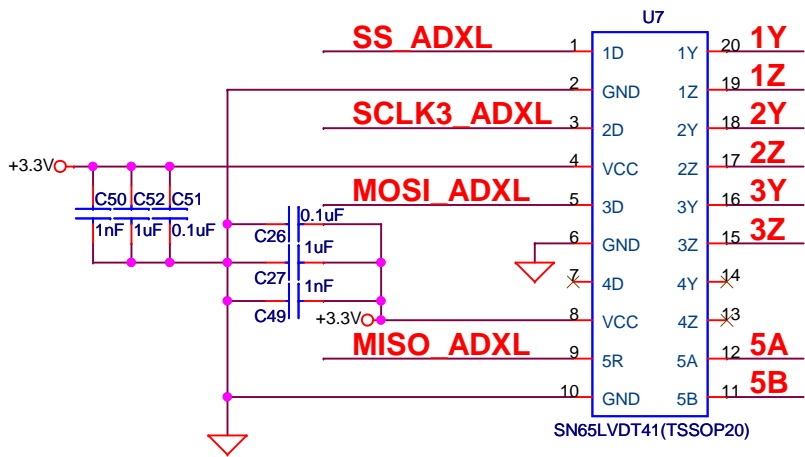 U7
SS_ADXL 1 1D 1Y 20 1Y
2 GND 1Z 19 1Z
SCLK3_ADXL 3 2D 2Y 18 2Y
+3.3V 4 VCC 2Z 17 2Z
C50 C52 C51 MOSI_ADXL 5 3D 3Y 16 3Y
1nF 1uF 0.1uF 0.1uF
C26 6 GND 3Z 15 3Z
1uF
C27 7 4D 4Y 14
1nF
C49 +3.3V 8 VCC 4Z 13
MISO_ADXL 9 5R 5A 12 5A
10 GND 5B 11 5B
SN65LVDT41(TSSOP20)